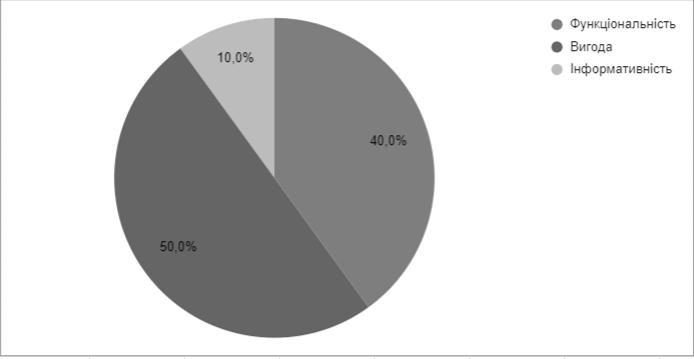 Функціональність
Вигода
Інформативність
10,0%
40,0%
50,0%